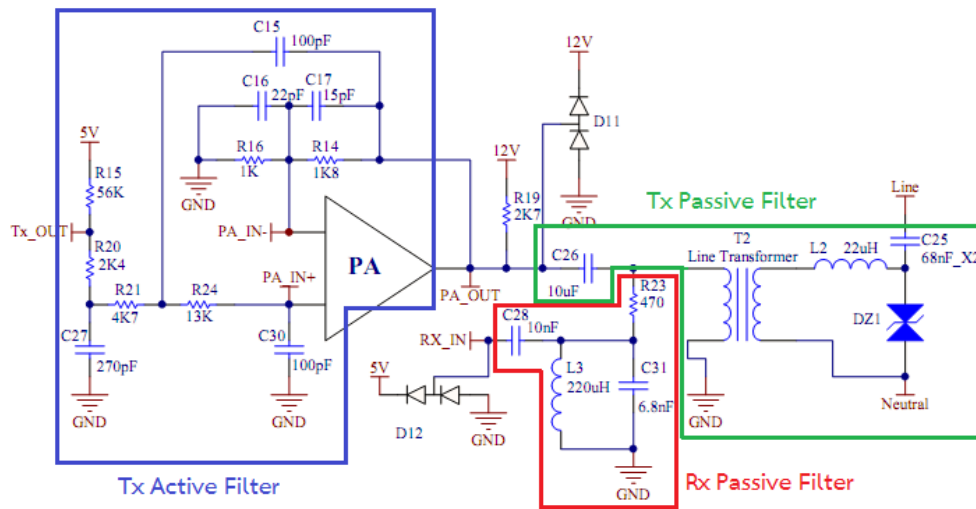 C15
100pF
12V
C16
C17
22pF
15pF
D11
5V
R16
R14
12V
R15
56K
1K
1K8
GND
R19
2K7
GND
Tx Passive Filter
Line
Tx_OUT
PA_IN-
R20
2K4
PA
T2
Line Transformer
L2
22uH
C25
68nF_X2
PA_IN+
C26
R21
R24
PA_OUT
10uF
R23
470
4K7
13K
C27
270pF
C30
100pF
C28
10nF
RX_IN
DZ1
L3
220uH
C31
6.8nF
5V
GND
GND
D12
GND
GND
Neutral
GND
Tx Active Filter
Rx Passive Filter